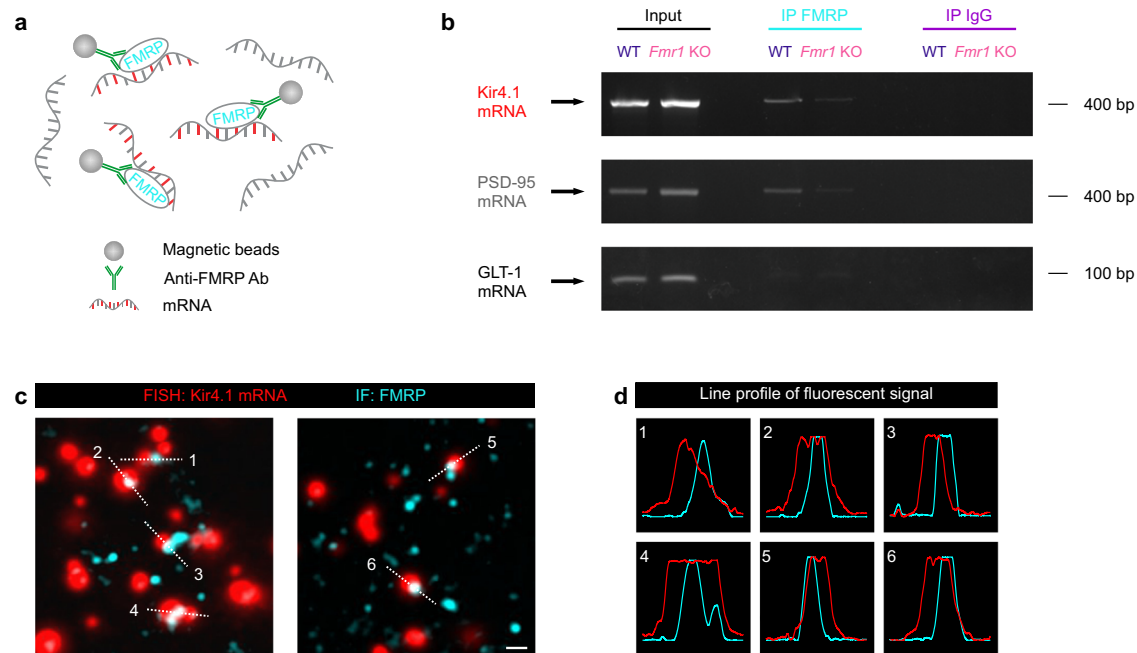 a
FMRP
FMRP
FMRP
Magnetic beads
Anti-FMRP Ab
mRNA
b
Input IP FMRP IP IgG
WT Fmr1 KO WT Fmr1 KO WT Fmr1 KO
Kir4.1
mRNA
400 bp
PSD-95
mRNA
400 bp
GLT-1
mRNA
100 bp
c
FISH: Kir4.1 mRNA IF: FMRP
1
2
3
4
5
6
d
Line profile of fluorescent signal
1 2 3
4 5 6